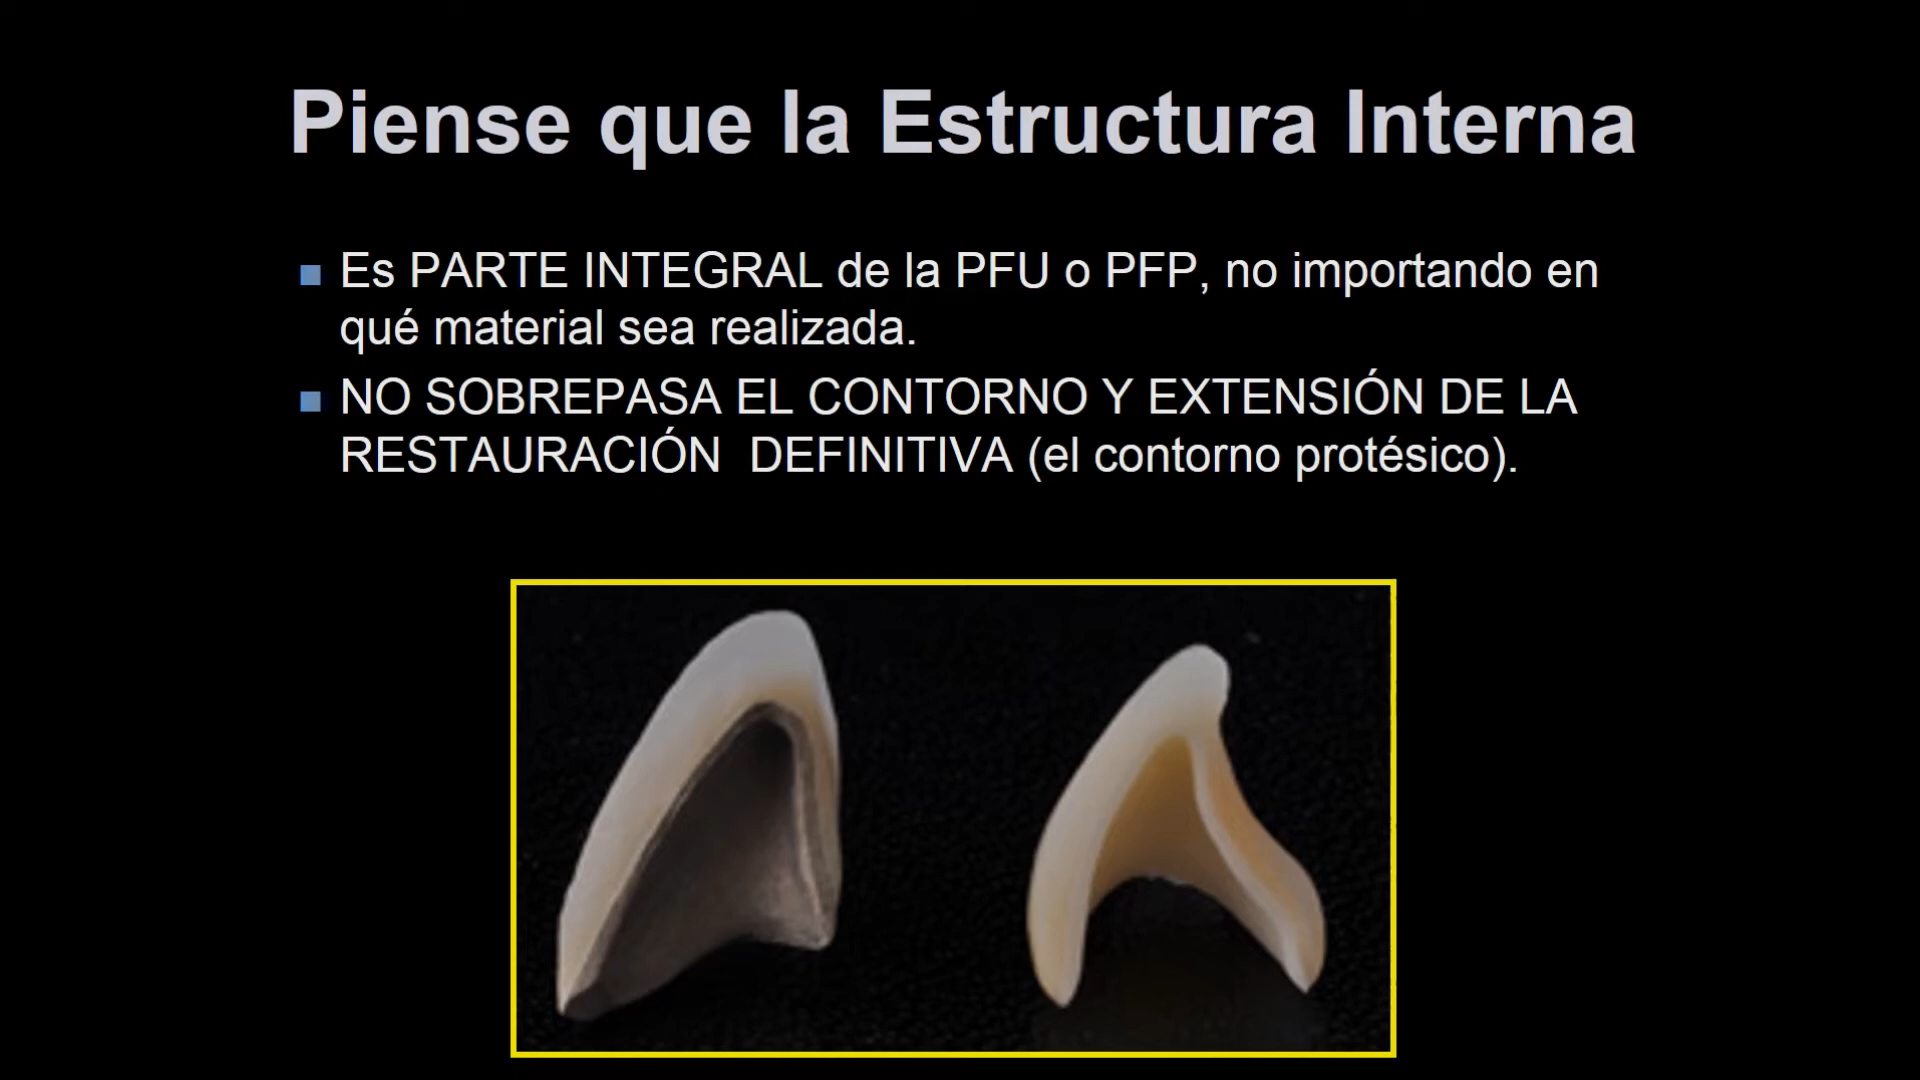 Piense que la Estructura Interna
Es PARTE INTEGRAL de la PFU o PFP, no importando en
qué material sea realizada.
NO SOBREPASA EL CONTORNO Y EXTENSIÓN DE LA
RESTAURACIÓN  DEFINITIVA (el contorno protésico).